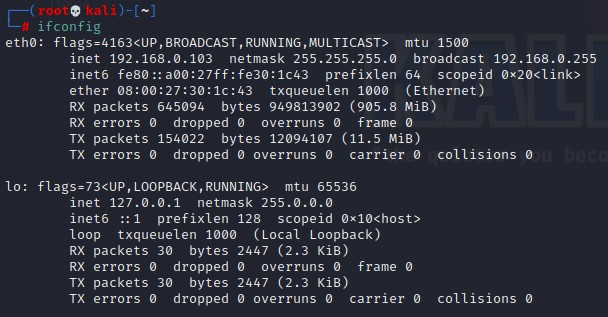 ┌──(root💀kali)-[~]
└─# ifconfig
eth0: flags=4163<UP,BROADCAST,RUNNING,MULTICAST>  mtu 1500
        inet 192.168.0.103  netmask 255.255.255.0  broadcast 192.168.0.255
        inet6 fe80::a00:27ff:fe30:1c43  prefixlen 64  scopeid 0×20<link>
        ether 08:00:27:30:1c:43  txqueuelen 1000  (Ethernet)
        RX packets 645094  bytes 949813902 (905.8 MiB)
        RX errors 0  dropped 0  overruns 0  frame 0
        TX packets 154022  bytes 12094107 (11.5 MiB)
        TX errors 0  dropped 0 overruns 0  carrier 0  collisions 0

lo: flags=73<UP,LOOPBACK,RUNNING>  mtu 65536
        inet 127.0.0.1  netmask 255.0.0.0
        inet6 ::1  prefixlen 128  scopeid 0×10<host>
        loop  txqueuelen 1000  (Local Loopback)
        RX packets 30  bytes 2447 (2.3 KiB)
        RX errors 0  dropped 0  overruns 0  frame 0
        TX packets 30  bytes 2447 (2.3 KiB)
        TX errors 0  dropped 0 overruns 0  carrier 0  collisions 0